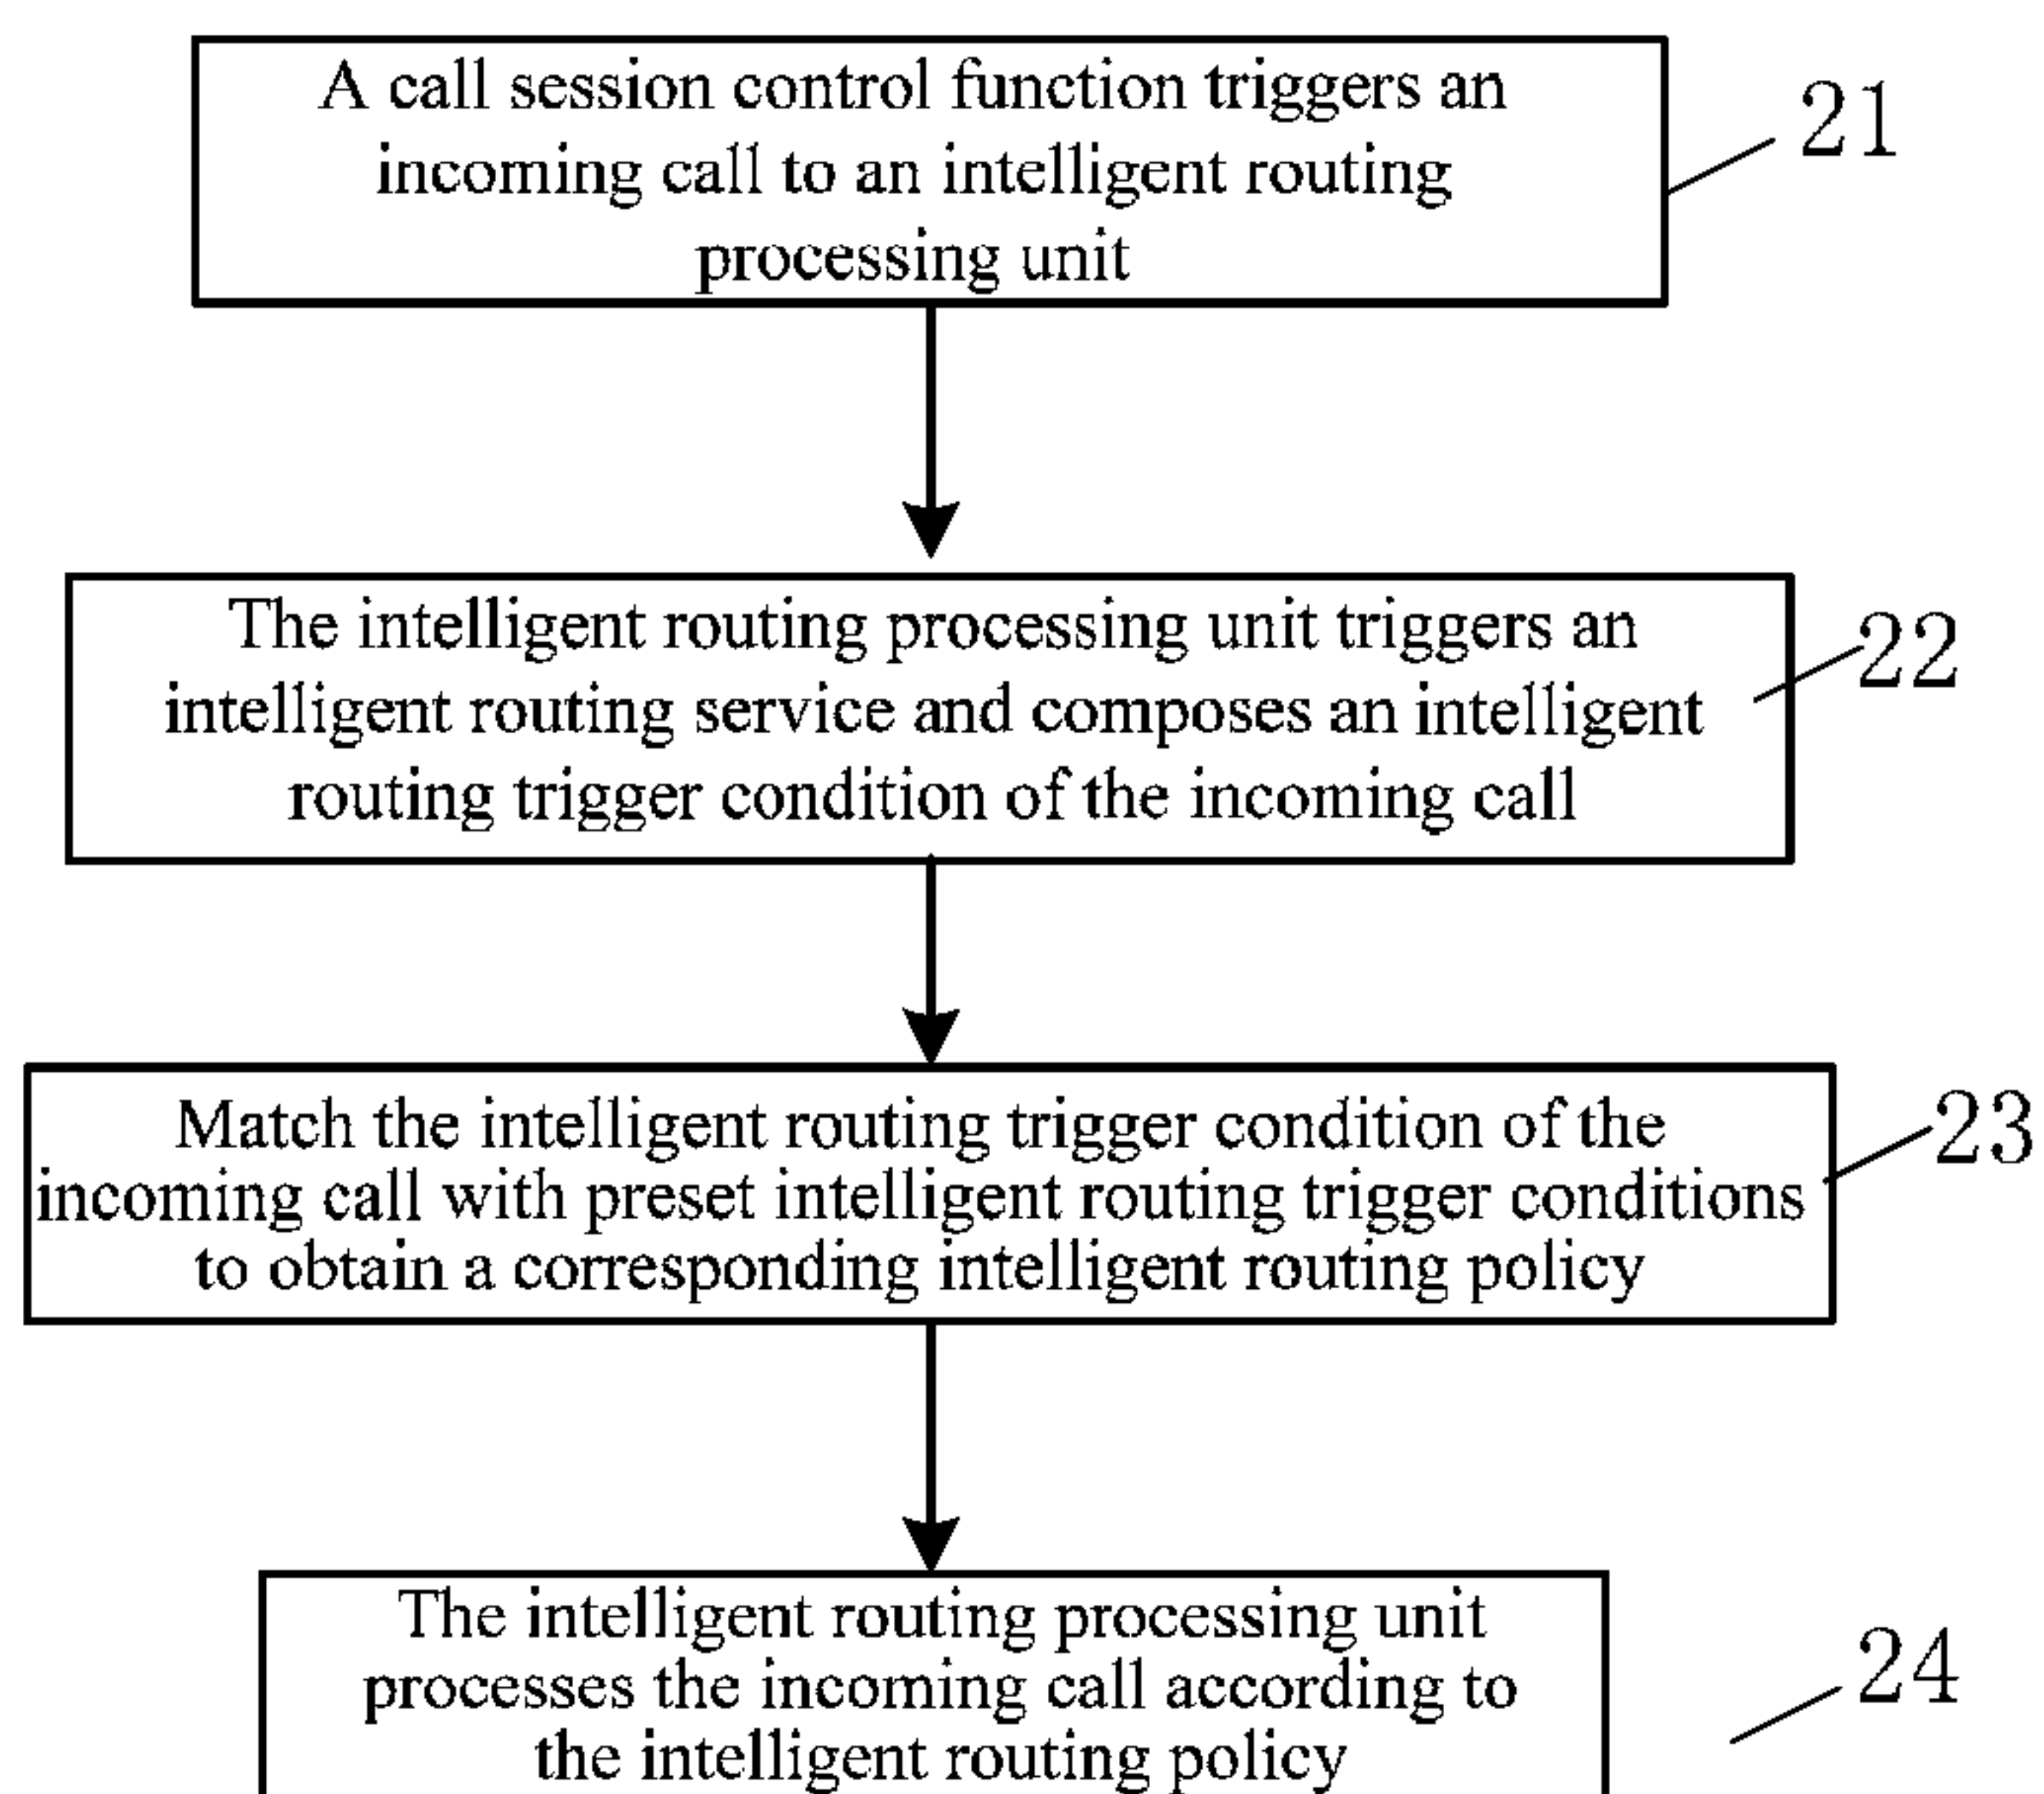 A call session control function triggers an
incoming call to an intelligent routing
processing unit
21
The intelligent routing processing unit triggers an
intelligent routing service and composes an intelligent
routing trigger condition of the incoming call
22
Match the intelligent routing trigger condition of the
incoming call with preset intelligent routing trigger conditions
to obtain a corresponding intelligent routing policy
23
The intelligent routing processing unit
processes the incoming call according to
the intelligent routing policy
24